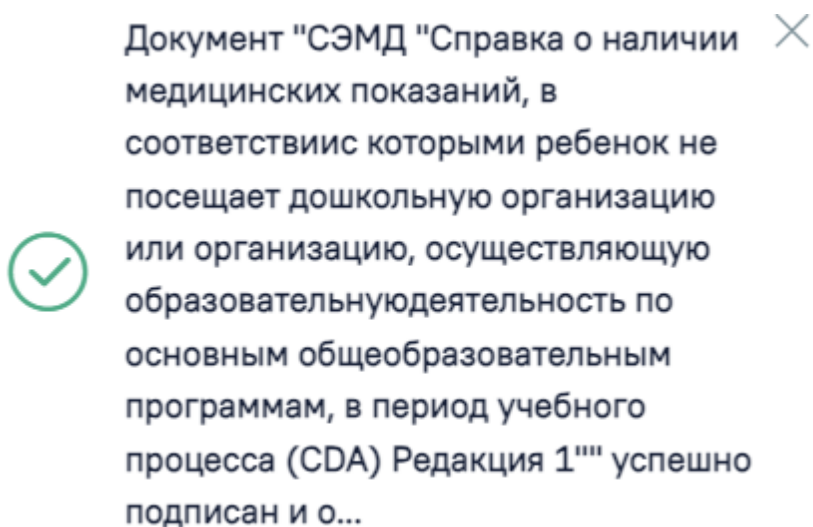 Документ "СЭМД "Справка о наличии
медицинских показаний, в
соответствиис которыми ребенок не
посещает дошкольную организацию
или организацию, осуществляющую
образовательнуюдеятельность по
основным общеобразовательным
программам, в период учебного
процесса (CDA) Редакция 1"" успешно
подписан и о...